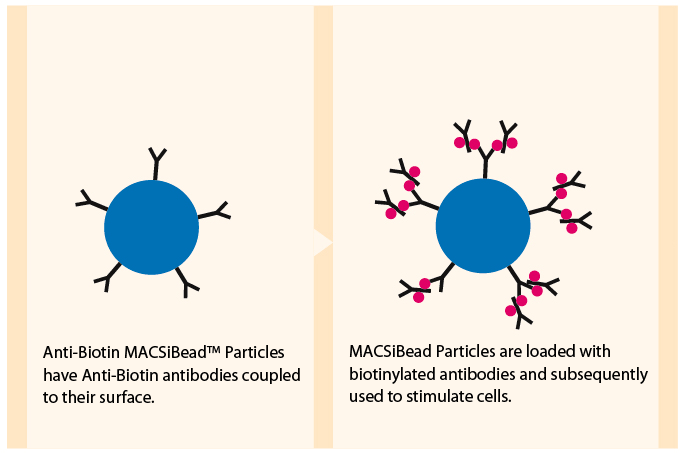 Anti-Biotin MACSiBead™ Particles
have Anti-Biotin antibodies coupled
to their surface.
MACSiBead Particles are loaded with
biotinylated antibodies and subsequently
used to stimulate cells.